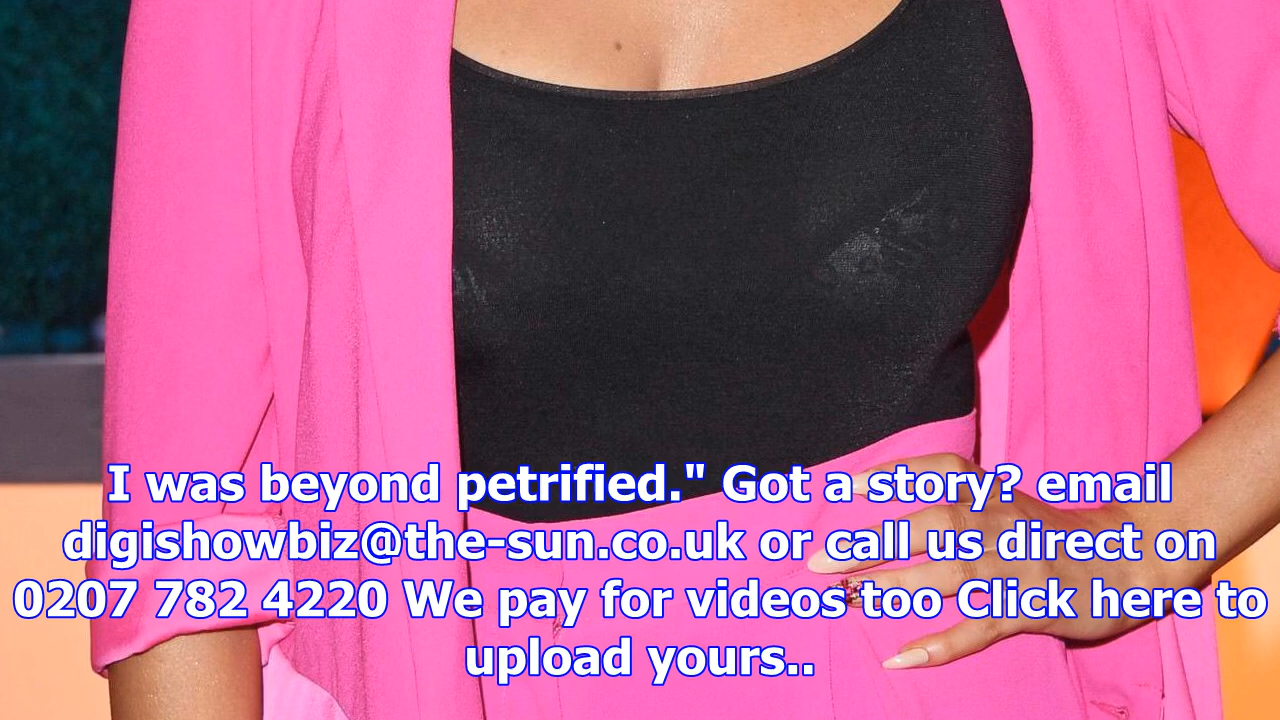 I was beyond petrified." Got a story? email
digishowbiz@the-sun.co.uk or call us direct on
0207 782 4220 We pay for videos too Click here to
upload yours..